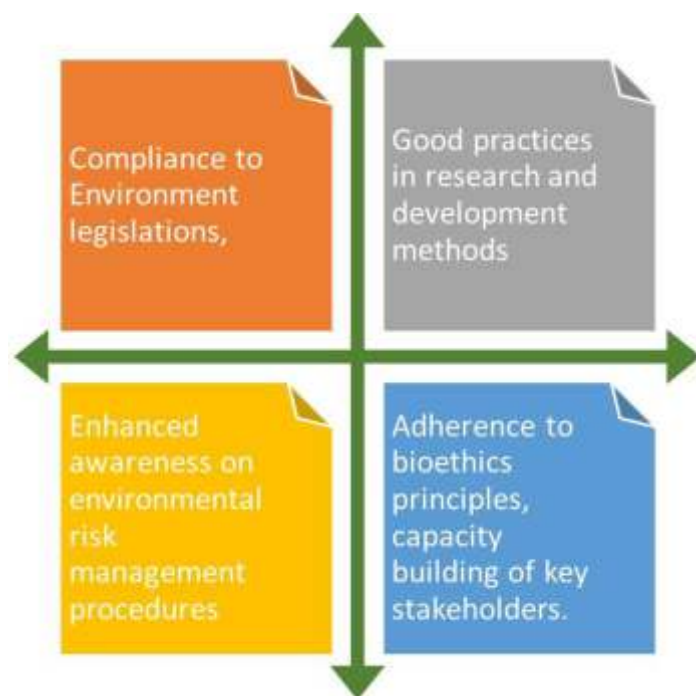 Compliance to
Environment
legislations,
Good practices
in research and
development
methods
Enhanced
awareness on
environmental
risk
management
procedures
Adherence to
bioethics
principles,
capacity
building of key
stakeholders.